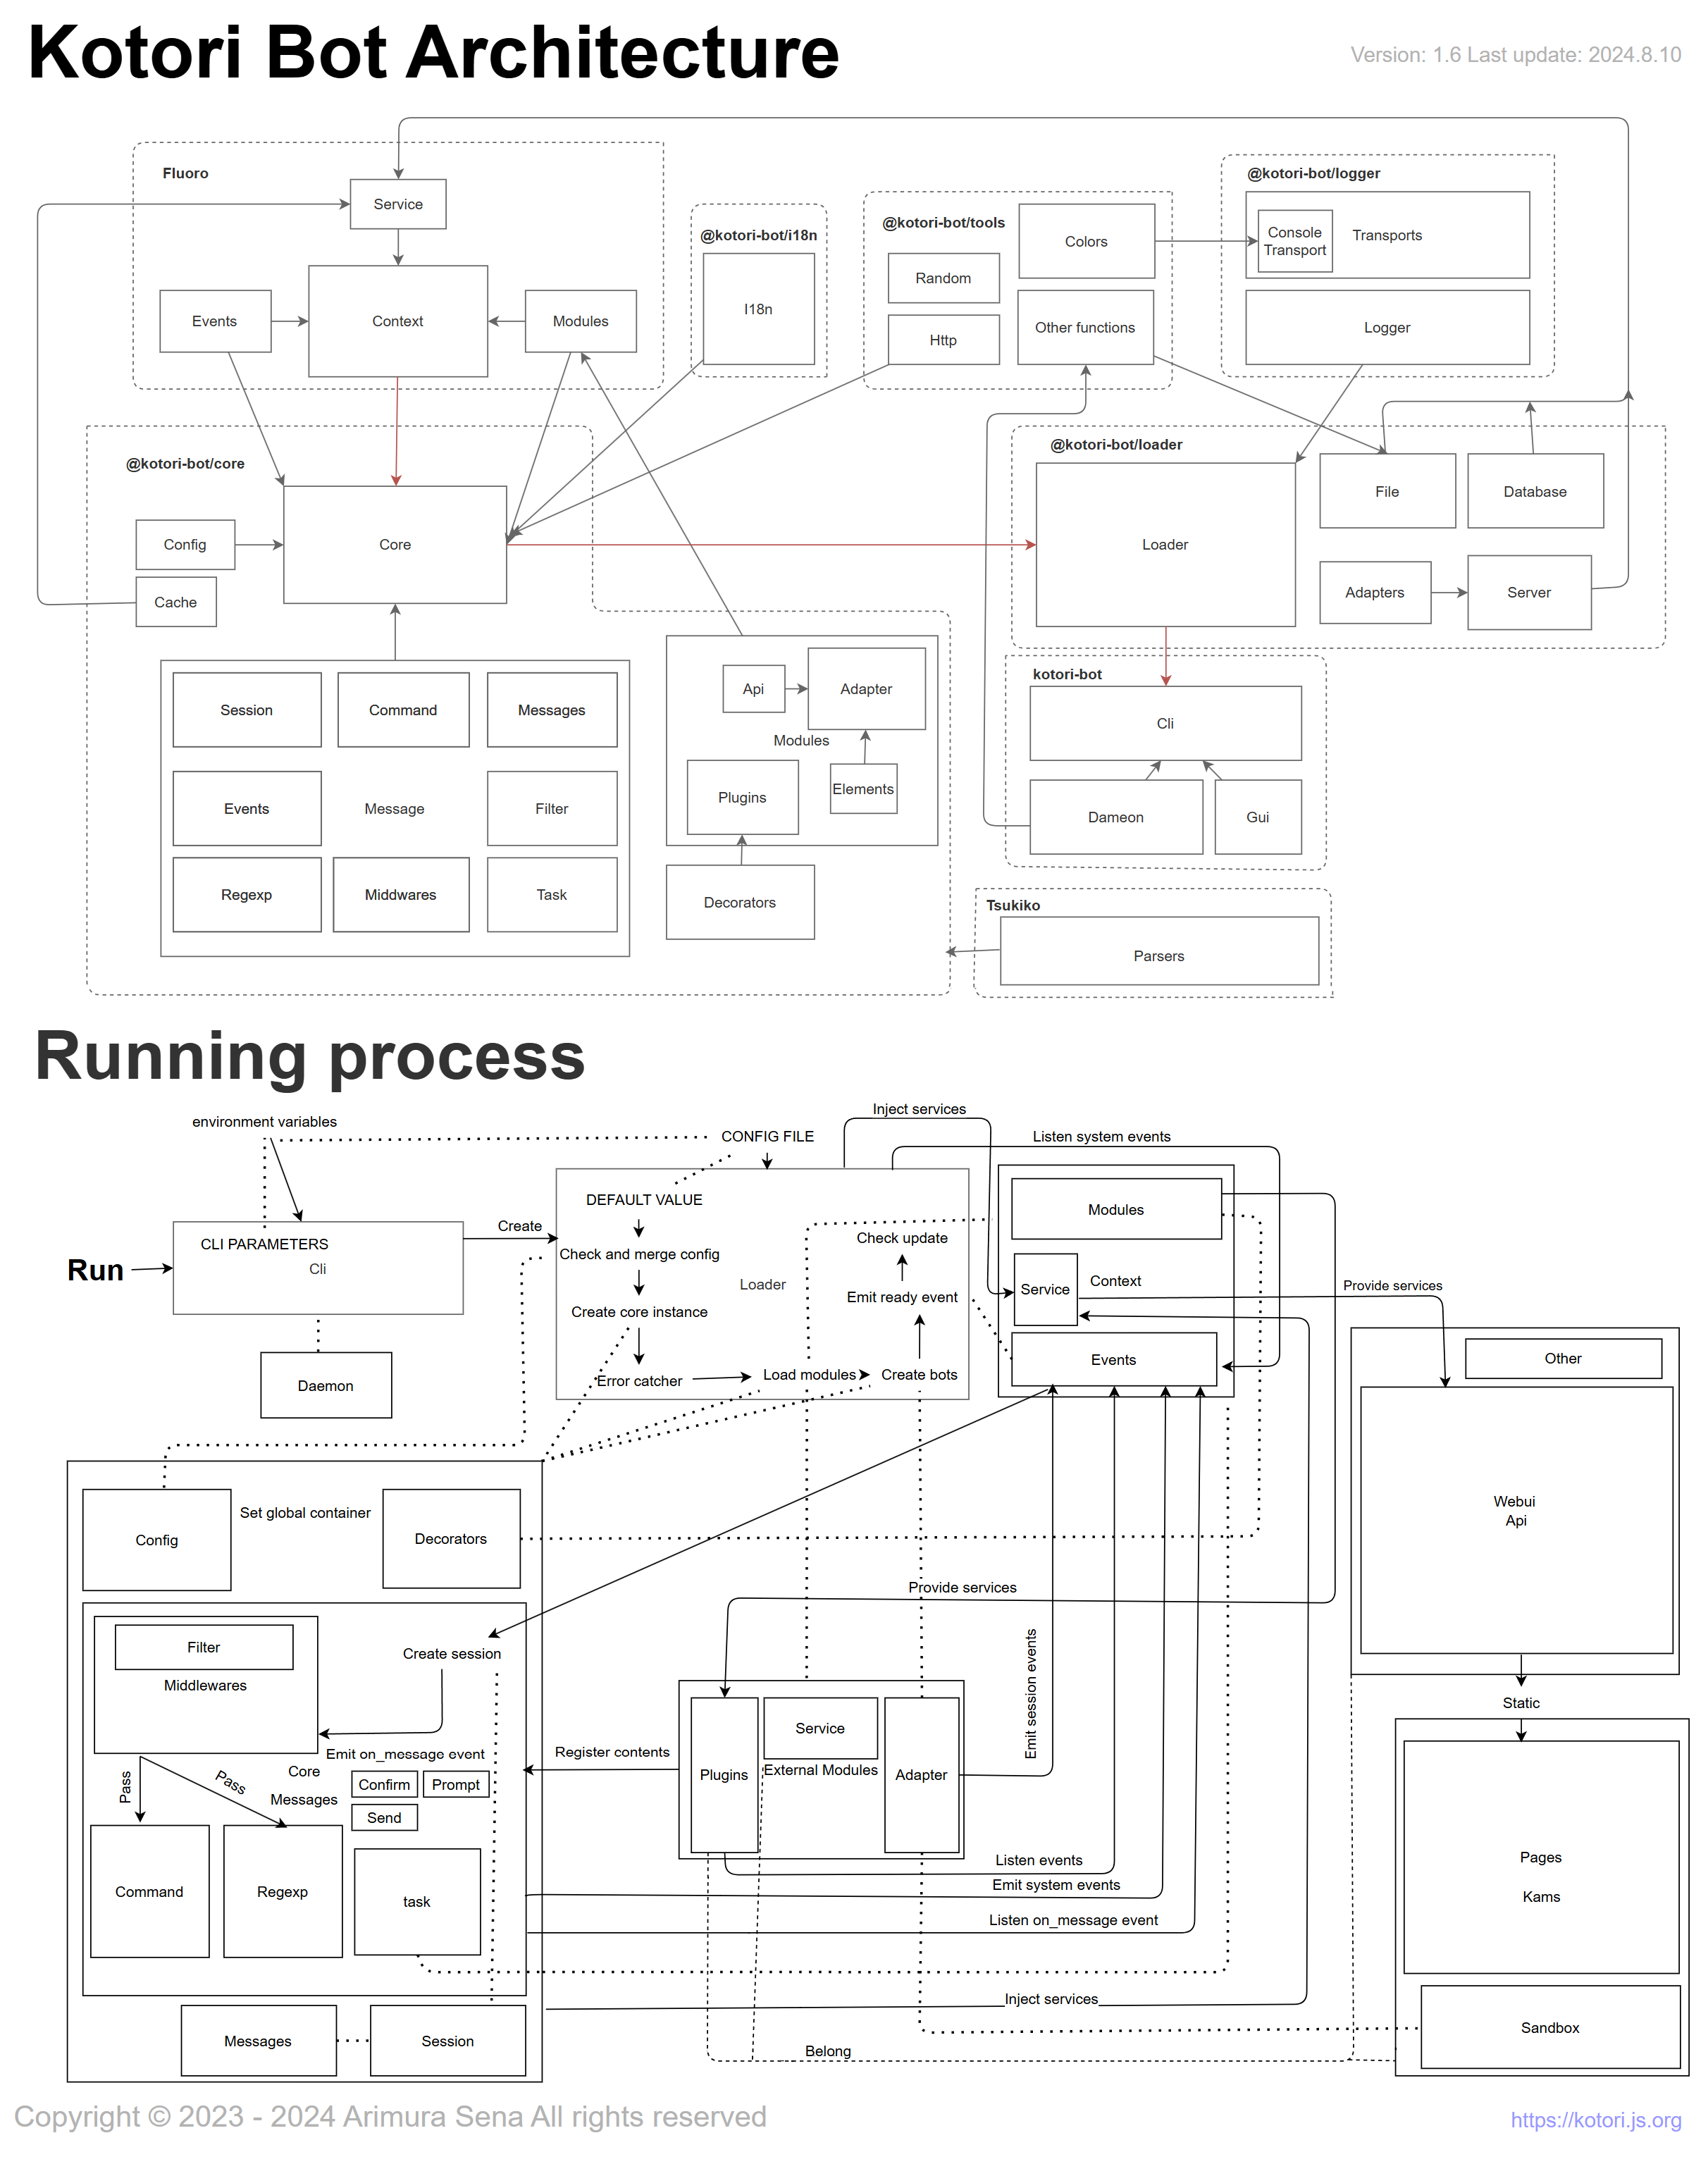 Kotori Bot Architecture
Version: 1.6 Last update: 2024.8.10
Fluoro
Service
Events
Context
Modules
@kotori-bot/i18n
I18n
@kotori-bot/tools
Colors
Random
Http
Other functions
@kotori-bot/logger
Console
Transport
Transports
Logger
@kotori-bot/core
Config
Core
Cache
Session
Command
Messages
Events
Message
Filter
Regexp
Middwares
Task
Api
Adapter
Modules
Plugins
Elements
Decorators
@kotori-bot/loader
Loader
File
Database
Adapters
Server
kotori-bot
Cli
Dameon
Gui
Tsukiko
Parsers
Running process
environment variables
CONFIG FILE
Inject services
Listen system events
Run
CLI PARAMETERS
Cli
Create
Daemon
DEFAULT VALUE
Check and merge config
Create core instance
Error catcher
Loader
Load modules
Create bots
Emit ready event
Check update
Modules
Service
Context
Events
Provide services
Other
Webui
Api
Static
Pages
Kams
Sandbox
Config
Set global container
Decorators
Filter
Middlewares
Create session
Emit on_message event
Core
Messages
Confirm
Prompt
Send
Pass
Pass
Command
Regexp
task
Messages
Session
Provide services
Register contents
Plugins
Service
External Modules
Adapter
Emit session events
Listen events
Emit system events
Listen on_message event
Inject services
Belong
Copyright © 2023 - 2024 Arimura Sena All rights reserved
https://kotori.js.org